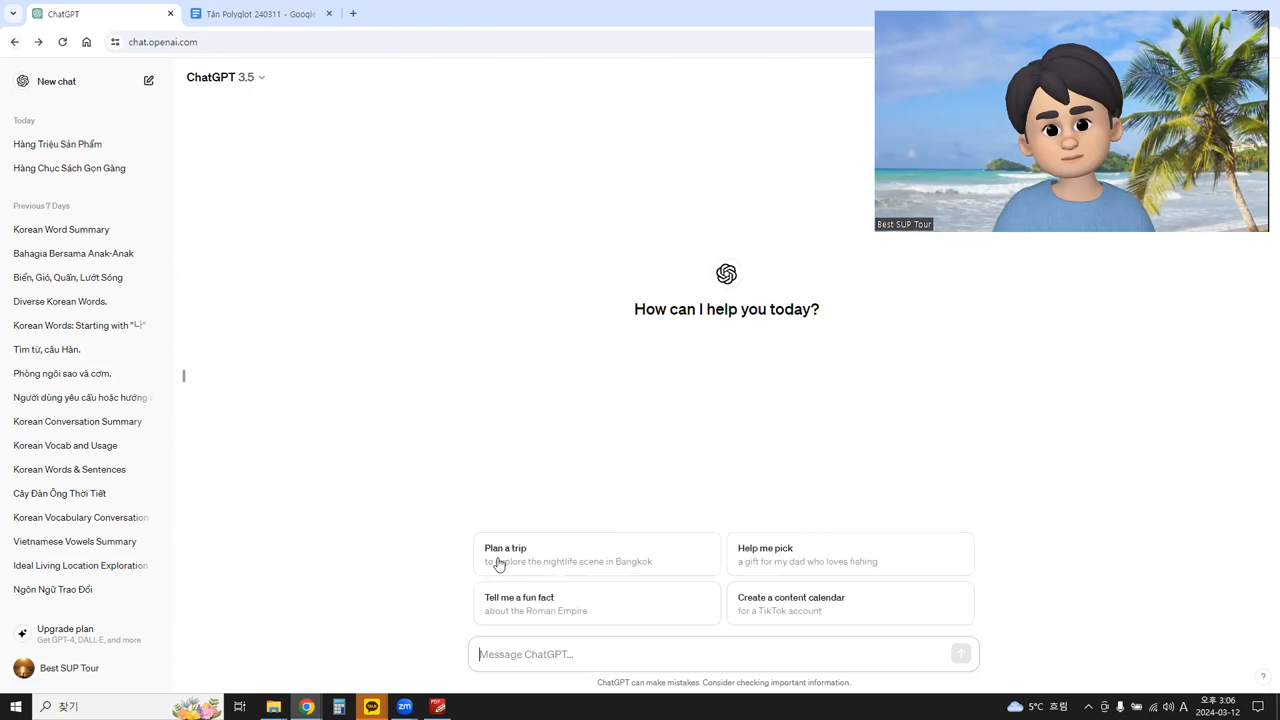 ChatGPT
Tân Polyglot 240311 - Google
chat.openai.com
New chat
ChatGPT 3.5
Today
Hàng Triệu Sản Phẩm
Hàng Chục Sách Gọn Gàng
Previous 7 Days
Korean Word Summary
Bahagia Bersama Anak-Anak
Biển, Gió, Quẩn, Lướt Sóng
Diverse Korean Words.
Korean Words: Starting with "나"
Tìm từ, câu Hàn.
Phòng ngôi sao và cơm.
Người dùng yêu cầu hoặc hướng
Korean Conversation Summary
Korean Vocab and Usage
Korean Words & Sentences
Cây Đàn Ông Thời Tiết
Korean Vocabulary Conversation
Vietnamese Vowels Summary
Ideal Living Location Exploration
Ngôn Ngữ Trao Đổi
Upgrade plan
Get GPT-4, DALL·E, and more
Best SUP Tour
Best SUP Tour
How can I help you today?
Plan a trip
to explore the nightlife scene in Bangkok
Help me pick
a gift for my dad who loves fishing
Tell me a fun fact
about the Roman Empire
Create a content calendar
for a TikTok account
Message ChatGPT...
ChatGPT can make mistakes. Consider checking important information.
?
찾기
TALK
zm
5°C 흐림
A
오후 3:06
2024-03-12